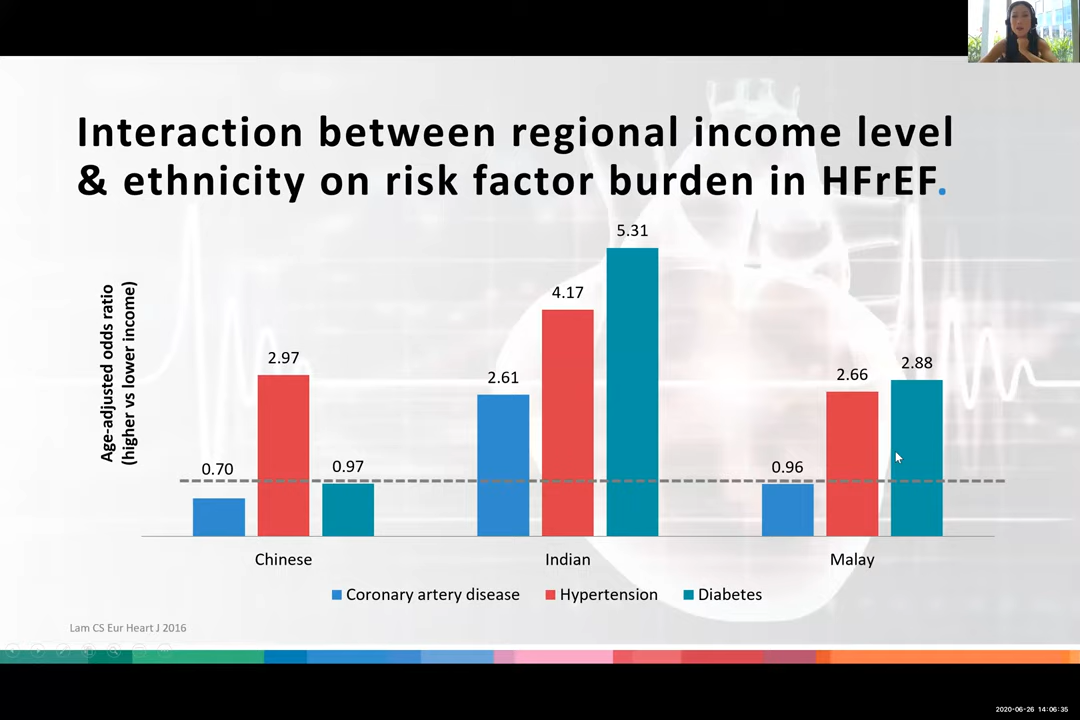 Interaction between regional income level
& ethnicity on risk factor burden in HFrEF.
Age-adjusted odds ratio
(higher vs lower income)
0.70
2.97
0.97
2.61
4.17
5.31
0.96
2.66
2.88
Chinese
Indian
Malay
Coronary artery disease
Hypertension
Diabetes
Lam CS Eur Heart J 2016
2020-06-26 14:06:35